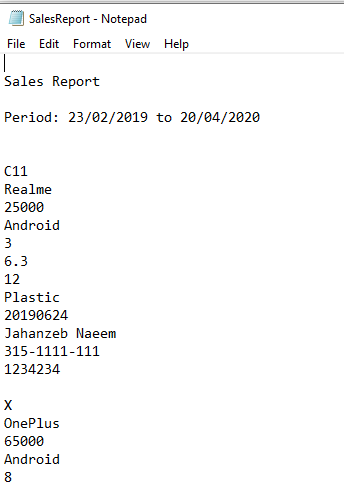 SalesReport - Notepad
File Edit Format View Help
Sales Report
Period: 23/02/2019 to 20/04/2020
C11
Realme
25000
Android
3
6.3
12
Plastic
20190624
Jahanzeb Naeem
315-1111-111
1234234
X
OnePlus
65000
Android
8